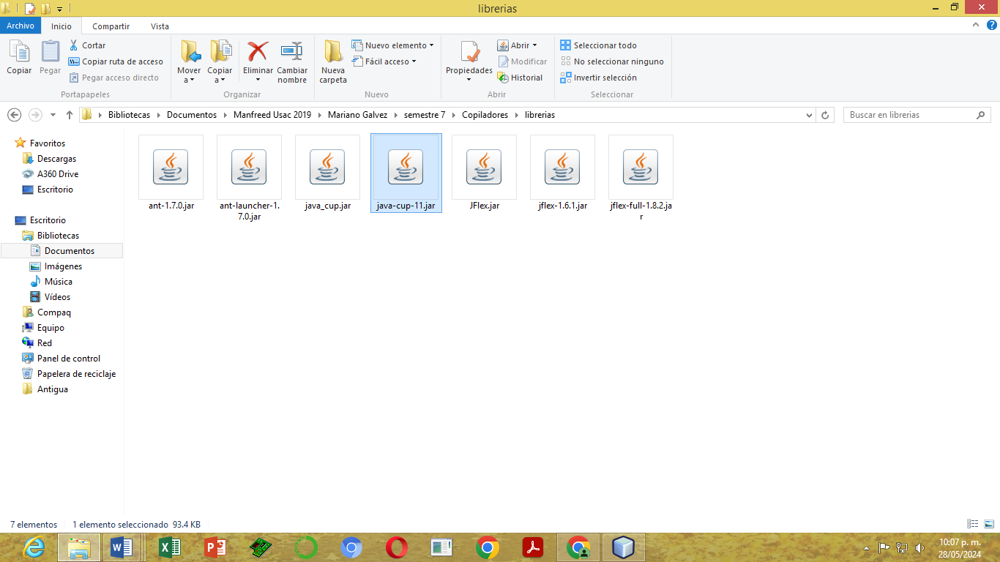 librerias
Archivo
Inicio
Compartir
Vista
Copiar
Pegar
Cortar
Copiar ruta de acceso
Pegar acceso directo
Portapapeles
Mover a
Copiar a
Eliminar
Cambiar nombre
Organizar
Nueva carpeta
Nuevo elemento
Fácil acceso
Nuevo
Propiedades
Abrir
Modificar
Historial
Abrir
Seleccionar todo
No seleccionar ninguno
Invertir selección
Seleccionar
Bibliotecas
Documentos
Manfreed Usac 2019
Mariano Galvez
semestre 7
Copiladores
librerias
Buscar en librerias
Favoritos
Descargas
A360 Drive
Escritorio
Escritorio
Bibliotecas
Documentos
Imágenes
Música
Vídeos
Compaq
Equipo
Red
Panel de control
Papelera de reciclaje
Antigua
ant-1.7.0.jar
ant-launcher-1.
7.0.jar
java_cup.jar
java-cup-11.jar
JFlex.jar
jflex-1.6.1.jar
jflex-full-1.8.2.ja
r
7 elementos
1 elemento seleccionado 93.4 KB
10:07 p. m.
28/05/2024